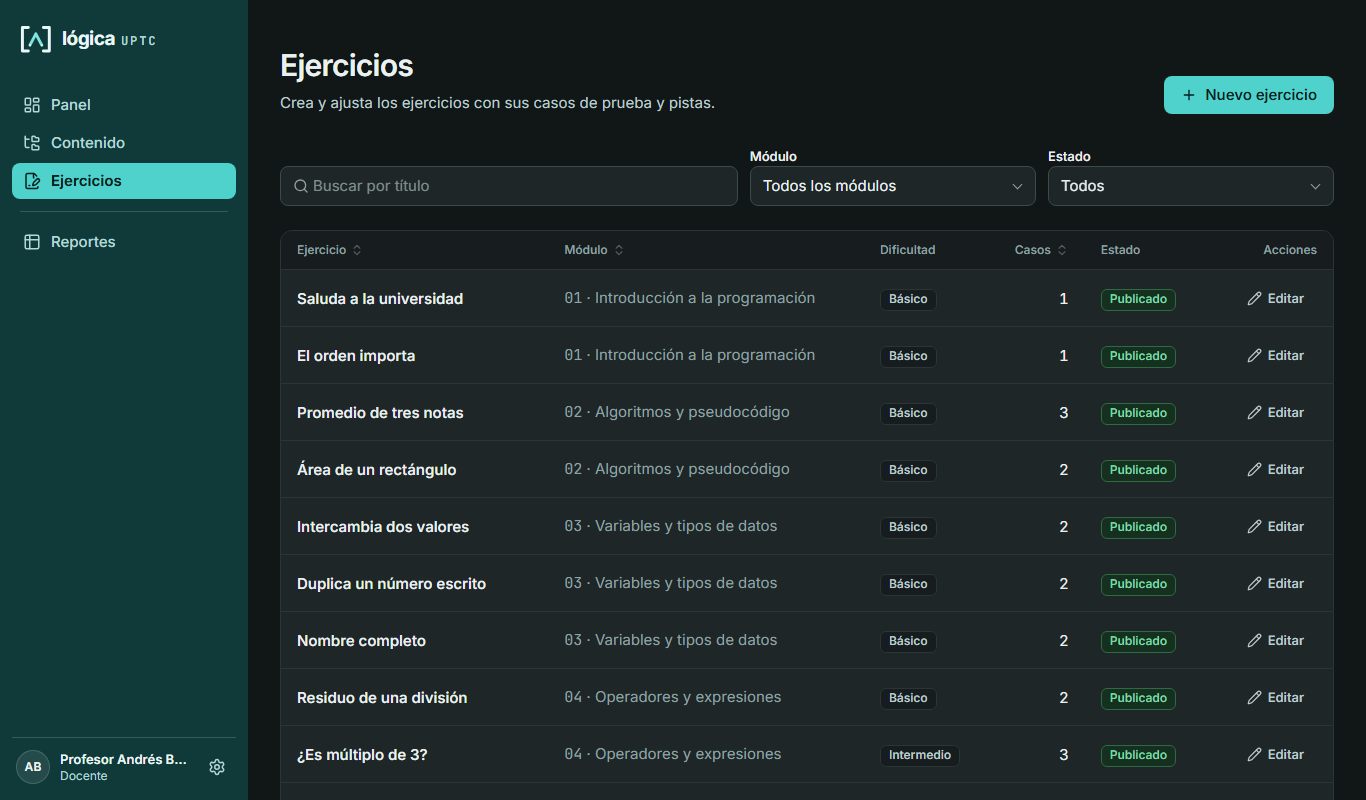 lógica UPTC
Panel
Contenido
Ejercicios
Reportes
AB
Profesor Andrés B...
Docente
Ejercicios
Crea y ajusta los ejercicios con sus casos de prueba y pistas.
Nuevo ejercicio
Buscar por título
Módulo
Todos los módulos
Estado
Todos
Ejercicio Módulo Dificultad Casos Estado Acciones
Saluda a la universidad 01 · Introducción a la programación Básico 1 Publicado Editar
El orden importa 01 · Introducción a la programación Básico 1 Publicado Editar
Promedio de tres notas 02 · Algoritmos y pseudocódigo Básico 3 Publicado Editar
Área de un rectángulo 02 · Algoritmos y pseudocódigo Básico 2 Publicado Editar
Intercambia dos valores 03 · Variables y tipos de datos Básico 2 Publicado Editar
Duplica un número escrito 03 · Variables y tipos de datos Básico 2 Publicado Editar
Nombre completo 03 · Variables y tipos de datos Básico 2 Publicado Editar
Residuo de una división 04 · Operadores y expresiones Básico 2 Publicado Editar
¿Es múltiplo de 3? 04 · Operadores y expresiones Intermedio 3 Publicado Editar